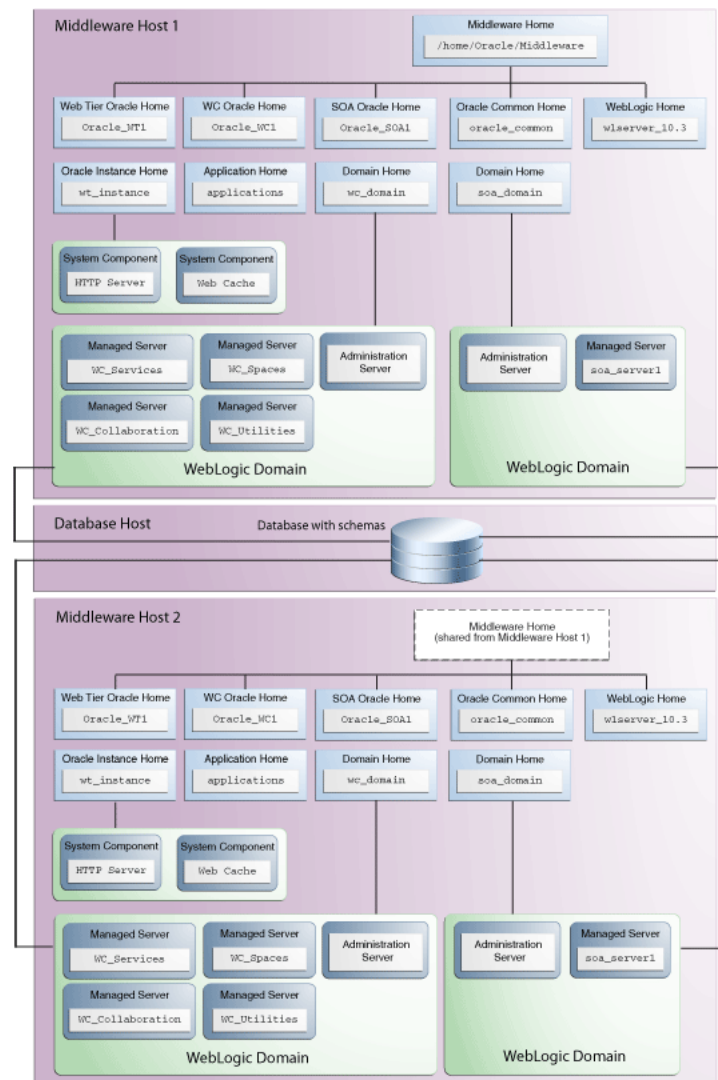 Middleware Host 1
Middleware Home
/home/Oracle/Middleware
Web Tier Oracle Home
Oracle_WT1
WC Oracle Home
Oracle_WC1
SOA Oracle Home
Oracle_SOA1
Oracle Common Home
oracle_common
WebLogic Home
wlserver_10.3
Oracle Instance Home
wt_instance
Application Home
applications
Domain Home
wc_domain
Domain Home
soa_domain
System Component
HTTP Server
System Component
Web Cache
Managed Server
WC_Services
Managed Server
WC_Spaces
Administration
Server
Managed Server
WC_Collaboration
Managed Server
WC_Utilities
WebLogic Domain
Administration
Server
Managed Server
soa_server1
WebLogic Domain
Database Host
Database with schemas
Middleware Host 2
Middleware Home
(shared from Middleware Host 1)
Web Tier Oracle Home
Oracle_WT1
WC Oracle Home
Oracle_WC1
SOA Oracle Home
Oracle_SOA1
Oracle Common Home
oracle_common
WebLogic Home
wlserver_10.3
Oracle Instance Home
wt_instance
Application Home
applications
Domain Home
wc_domain
Domain Home
soa_domain
System Component
HTTP Server
System Component
Web Cache
Managed Server
WC_Services
Managed Server
WC_Spaces
Administration
Server
Managed Server
WC_Collaboration
Managed Server
WC_Utilities
WebLogic Domain
Administration
Server
Managed Server
soa_server1
WebLogic Domain